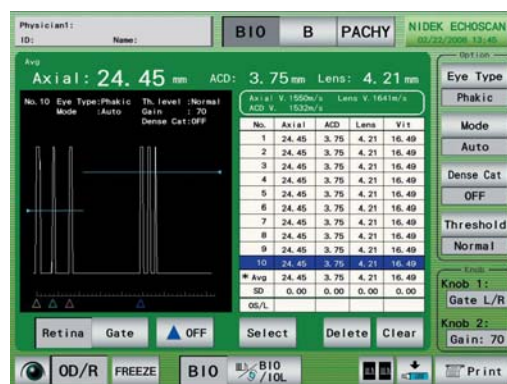 Physician1:
ID: Name:
BIO B PACHY
NIDEK ECHOSCAN
02/22/2008 13:45
Avg
Axial: 24. 45 mm ACD: 3. 75 mm Lens: 4. 21 mm
No. 10 Eye Type:Phakic Th. level :Normal
Mode :Auto Gain : 70
Dense Cat:OFF
Axial V. 1550m/s Lens V. 1641m/s
ACD V. 1532m/s
No. Axial ACD Lens Vit
1 24. 45 3. 75 4. 21 16. 49
2 24. 45 3. 75 4. 21 16. 49
3 24. 45 3. 75 4. 21 16. 49
4 24. 45 3. 75 4. 21 16. 49
5 24. 45 3. 75 4. 21 16. 49
6 24. 45 3. 75 4. 21 16. 49
7 24. 45 3. 75 4. 21 16. 49
8 24. 45 3. 75 4. 21 16. 49
9 24. 45 3. 75 4. 21 16. 49
10 24. 45 3. 75 4. 21 16. 49
* Avg 24. 45 3. 75 4. 21 16. 49
SD 0. 00 0. 00 0. 00 0. 00
OS/L
Option
Eye Type
Phakic
Mode
Auto
Dense Cat
OFF
Threshold
Normal
Knob
Knob 1:
Gate L/R
Knob 2:
Gain: 70
Retina Gate OFF Select Delete Clear
OD/R FREEZE BIO BIO /IOL Print